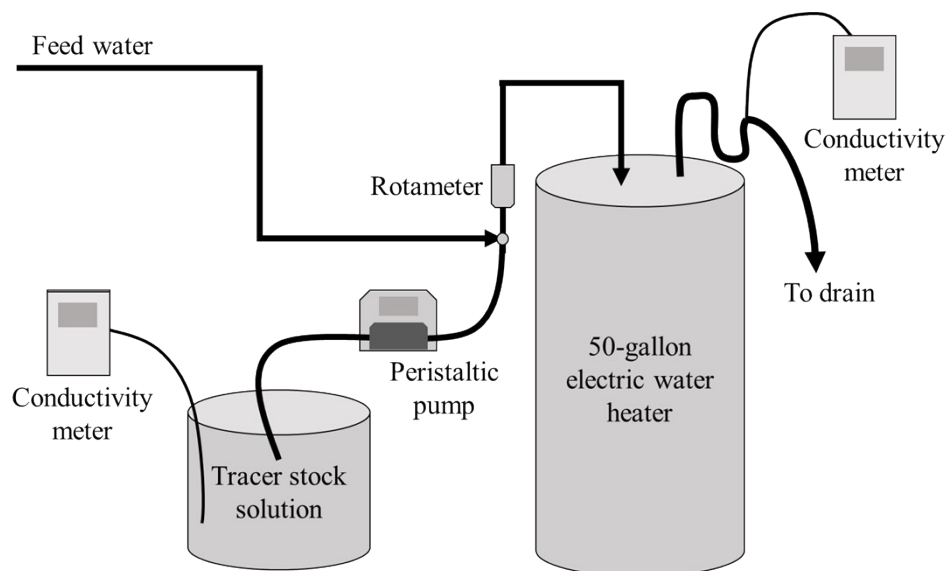 Feed water
Conductivity
meter
Rotameter
To drain
Peristaltic
pump
50-gallon
electric water
heater
Conductivity
meter
Tracer stock
solution